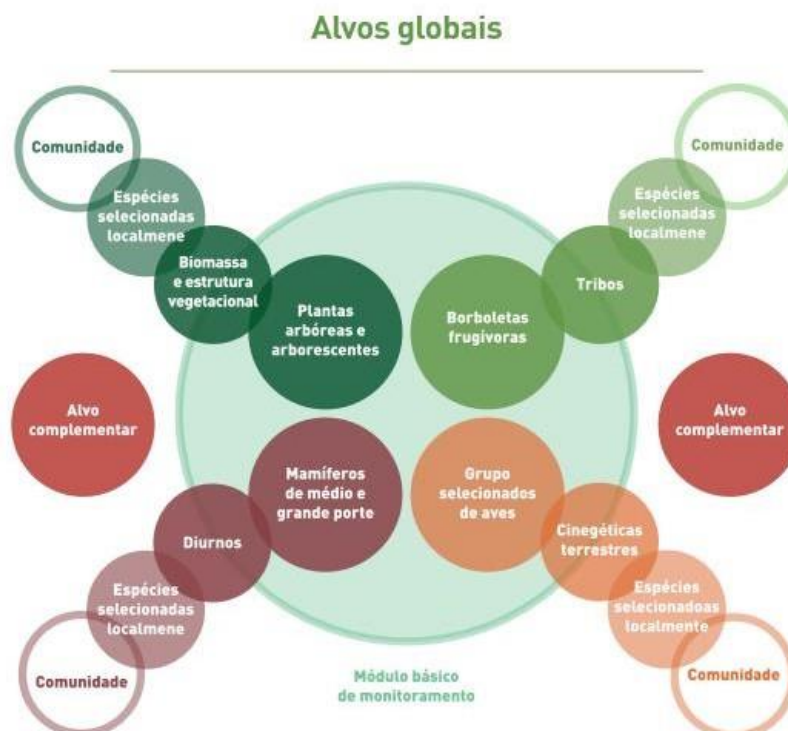 Alvos globais
Comunidade
Comunidade
Espécies
selecionadas
localmene
Espécies
selecionadas
localmene
Biomassa
e estrutura
vegetacional
Tribos
Plantas
arbóreas e
arborescentes
Borboletas
frugívoras
Alvo
complementar
Alvo
complementar
Mamíferos
de médio e
grande porte
Grupo
selecionados
de aves
Diurnos
Cinegéticas
terrestres
Espécies
selecionadas
localmene
Espécies
selecionadoas
localmente
Comunidade
Comunidade
Módulo básico
de monitoramento